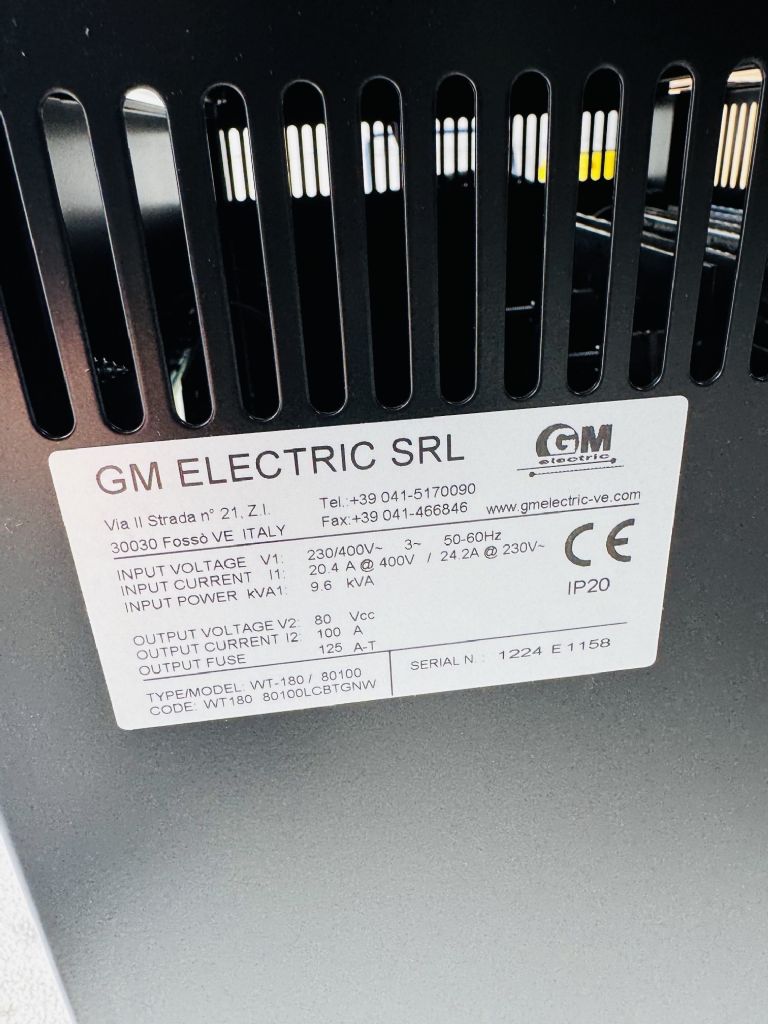 GM ELECTRIC SRL
GM
electric
Via II Strada n° 21, Z.I.
30030 Fossò VE ITALY
Tel.:+39 041-5170090
Fax:+39 041-466846
www.gmelectric-ve.com
INPUT VOLTAGE V1: 230/400V~ 3~ 50-60Hz
INPUT CURRENT I1: 20.4 A @ 400V / 24.2A @ 230V~
INPUT POWER kVA1: 9.6 kVA
CE
IP20
OUTPUT VOLTAGE V2: 80 Vcc
OUTPUT CURRENT I2: 100 A
OUTPUT FUSE 125 A-T
TYPE/MODEL: WT-180 / 80100
CODE: WT180 80100LCBTGNW
SERIAL N.: 1224 E 1158